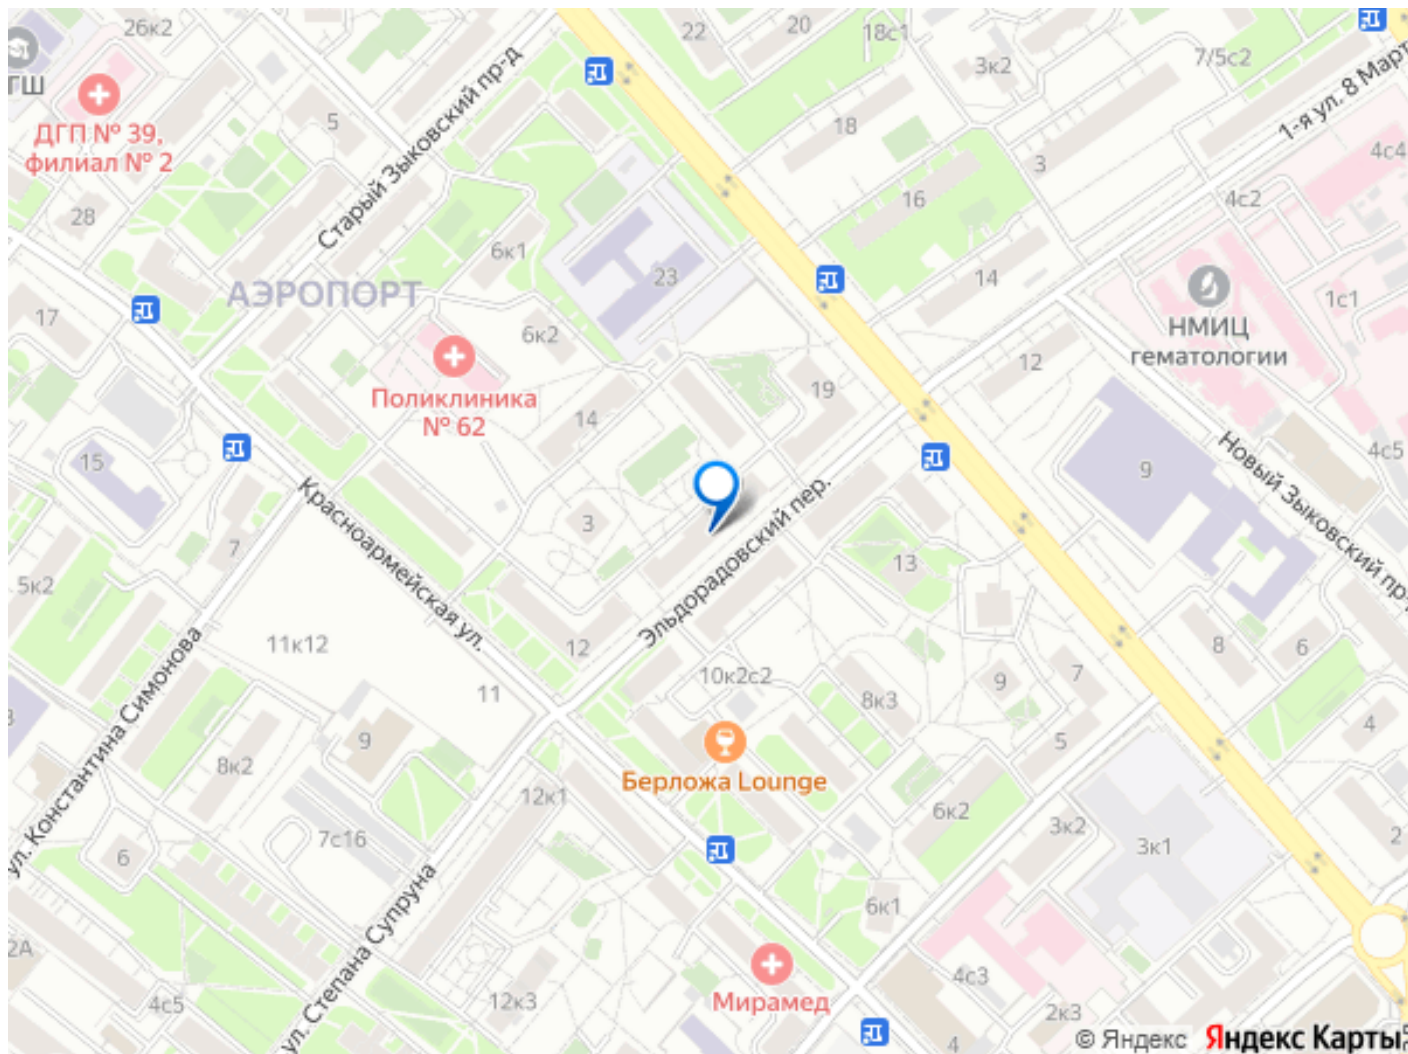 26к2
22
20
18с1
3к2
7/5с2
1-я ул. 8 Март
ГШ
ДГП № 39,
филиал № 2
5
Старый Зыковский пр-д
18
3
4с4
28
6к1
16
4с2
23
АЭРОПОРТ
14
1с1
17
6к2
НМИЦ
гематологии
12
Поликлиника
№ 62
14
19
15
9
4с5
Новый Зыковский пр-
Красноармейская ул.
3
Эльдорадовский пер.
7
13
5к2
11к12
12
8
6
ул. Константина Симонова
11
10к2с2
8к3
9
7
9
8к2
5
4
Берложа Lounge
12к1
6к2
3к2
7с16
3к1
2
6
ул. Степана Супруна
6к1
2А
4с5
12к3
Мирамед
4с3
2к3
4
© Яндекс
Яндекс Карты